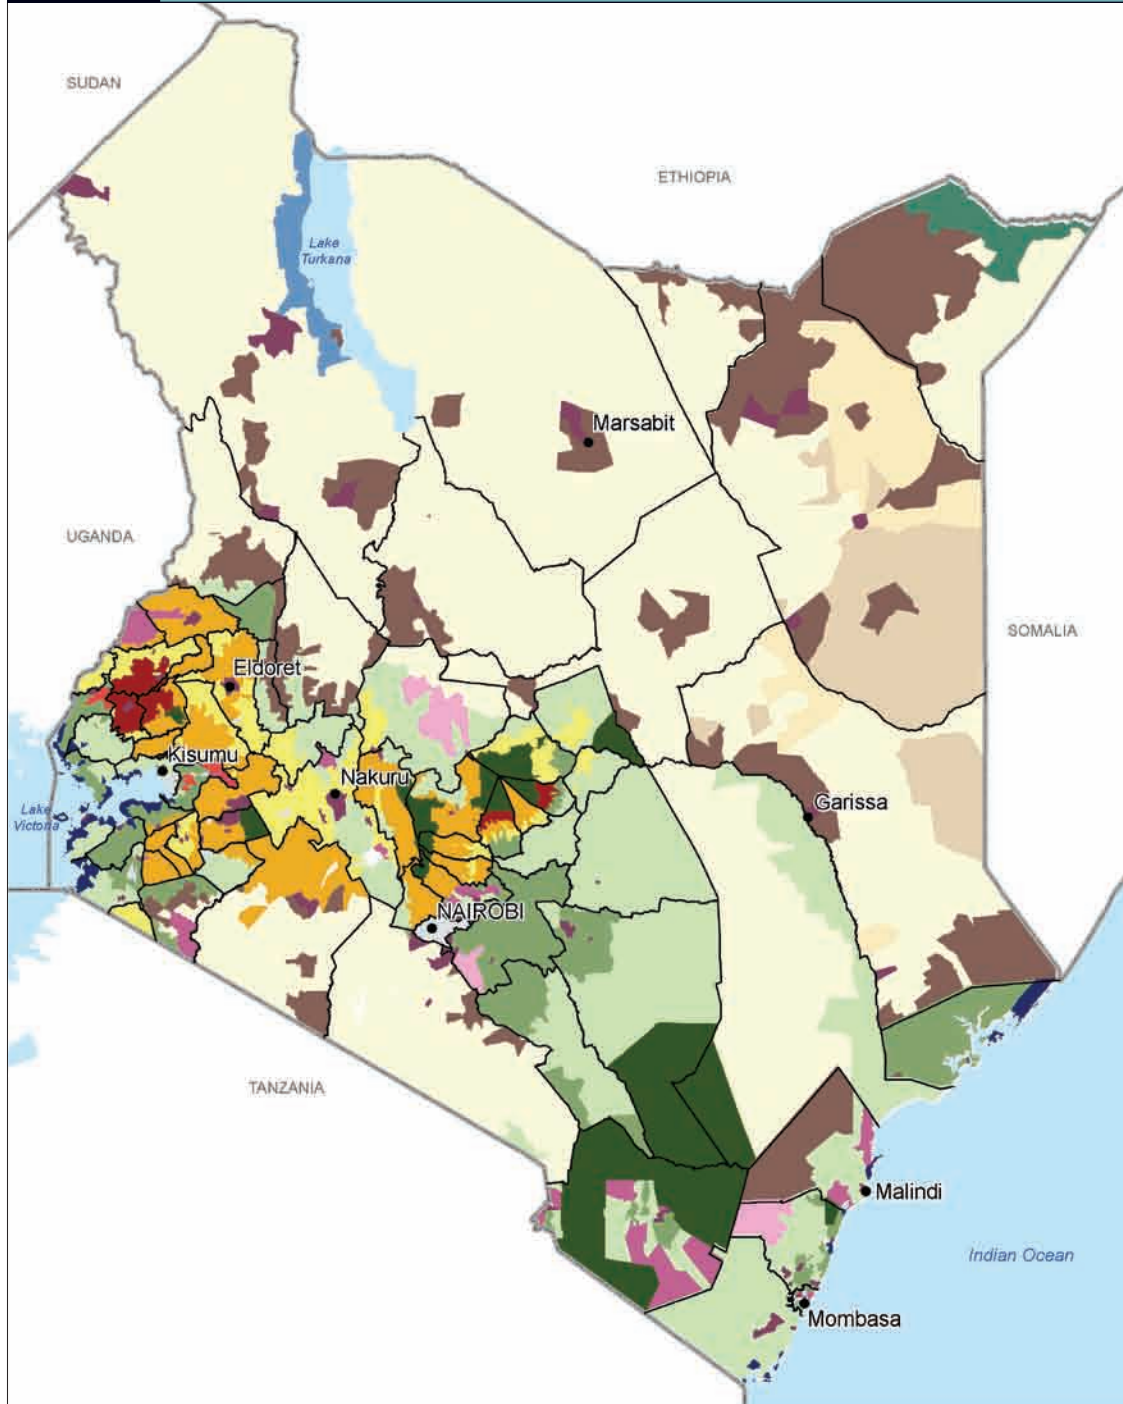 SUDAN
ETHIOPIA
Lake
Turkana
Marsabit
UGANDA
SOMALIA
Eldoret
Kisumu
Nakuru
Lake
Victoria
Garissa
NAIROBI
TANZANIA
Malindi
Indian Ocean
Mombasa